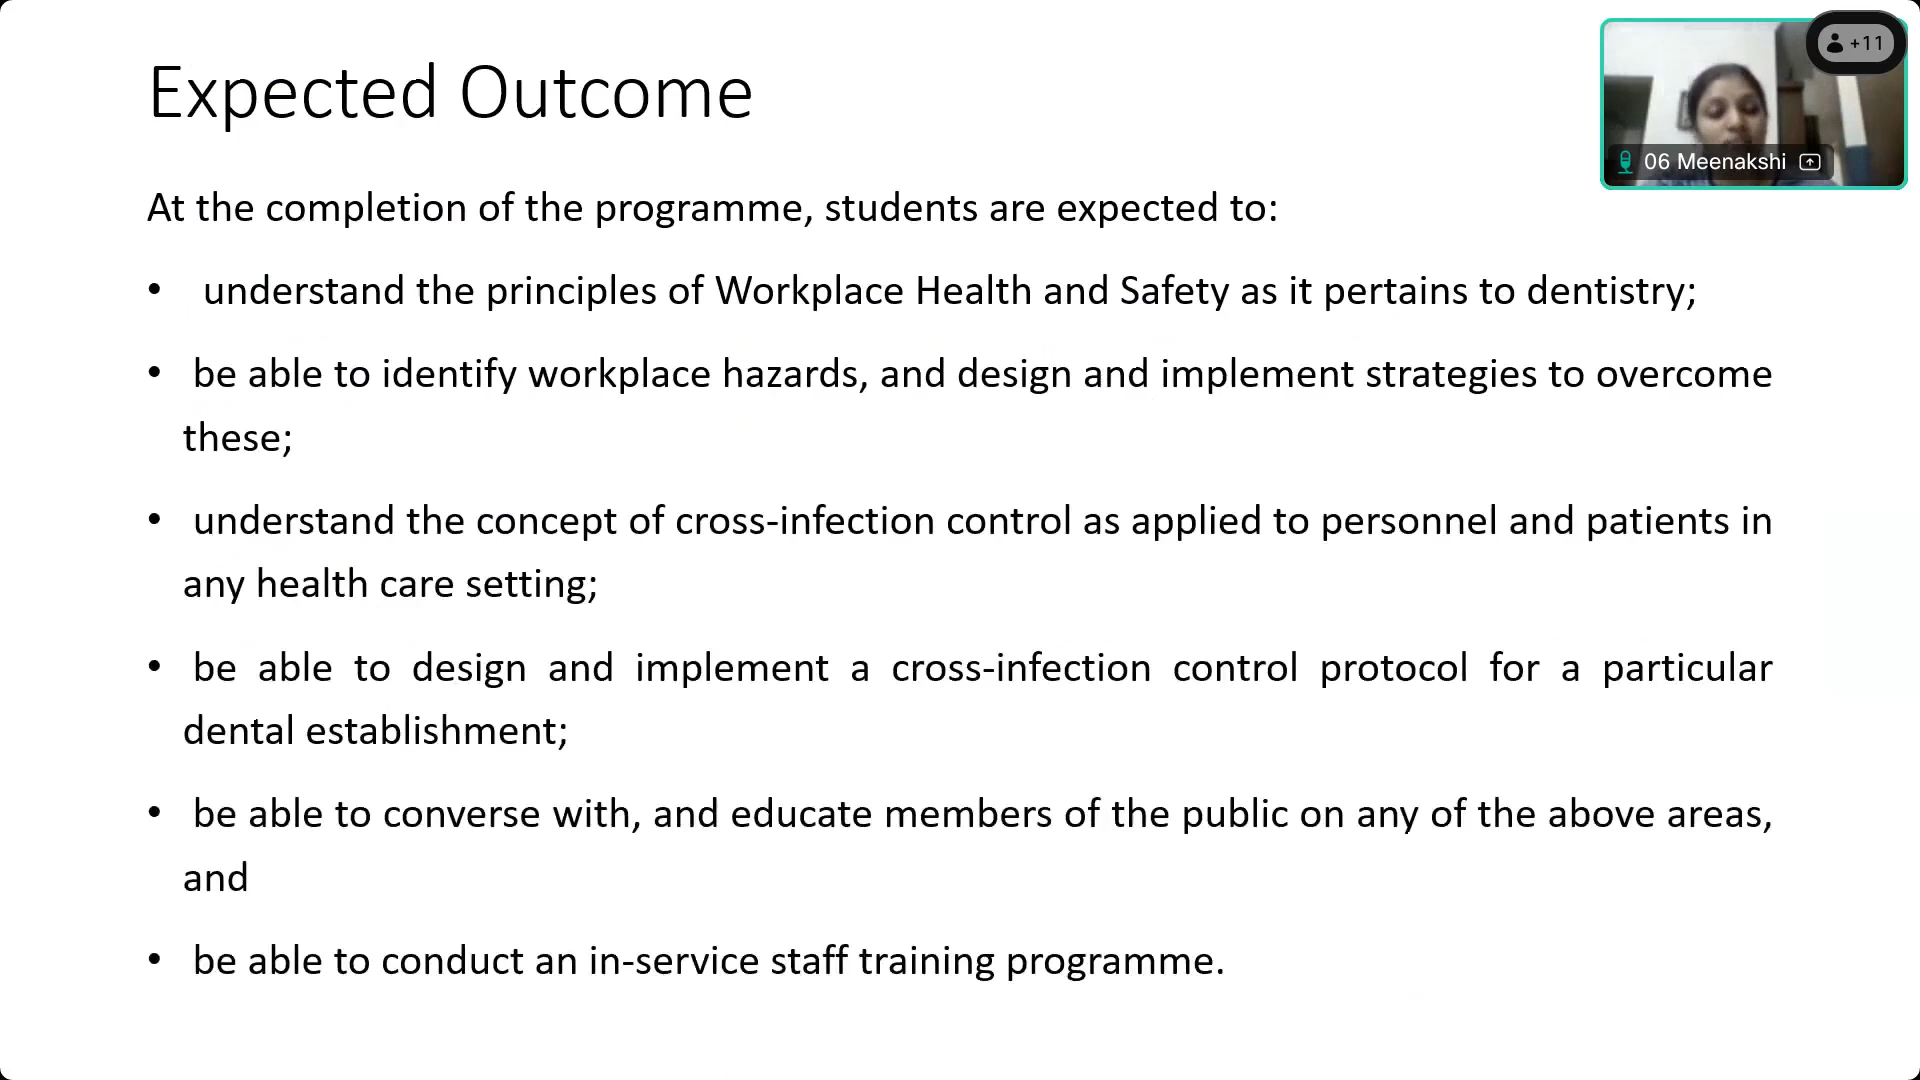 Expected Outcome
+11
06 Meenakshi
At the completion of the programme, students are expected to:
• understand the principles of Workplace Health and Safety as it pertains to dentistry;
• be able to identify workplace hazards, and design and implement strategies to overcome
these;
• understand the concept of cross-infection control as applied to personnel and patients in
any health care setting;
• be able to design and implement a cross-infection control protocol for a particular
dental establishment;
• be able to converse with, and educate members of the public on any of the above areas,
and
• be able to conduct an in-service staff training programme.